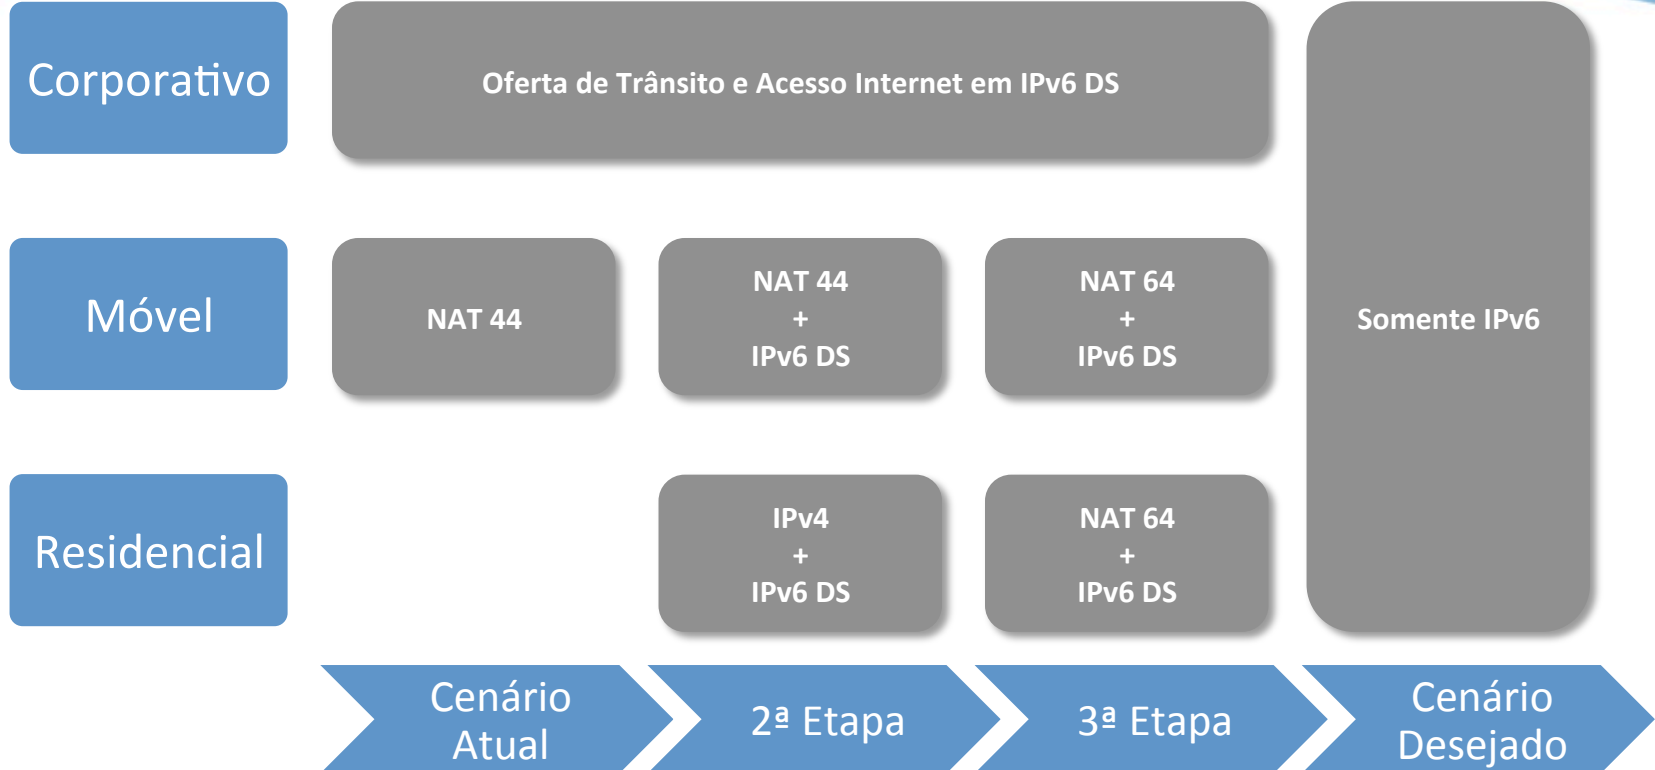 Corporativo
Oferta de Trânsito e Acesso Internet em IPv6 DS
Móvel
NAT 44
NAT 44
+
IPv6 DS
NAT 64
+
IPv6 DS
Somente IPv6
Residencial
IPv4
+
IPv6 DS
NAT 64
+
IPv6 DS
Cenário
Atual
2ª Etapa
3ª Etapa
Cenário
Desejado